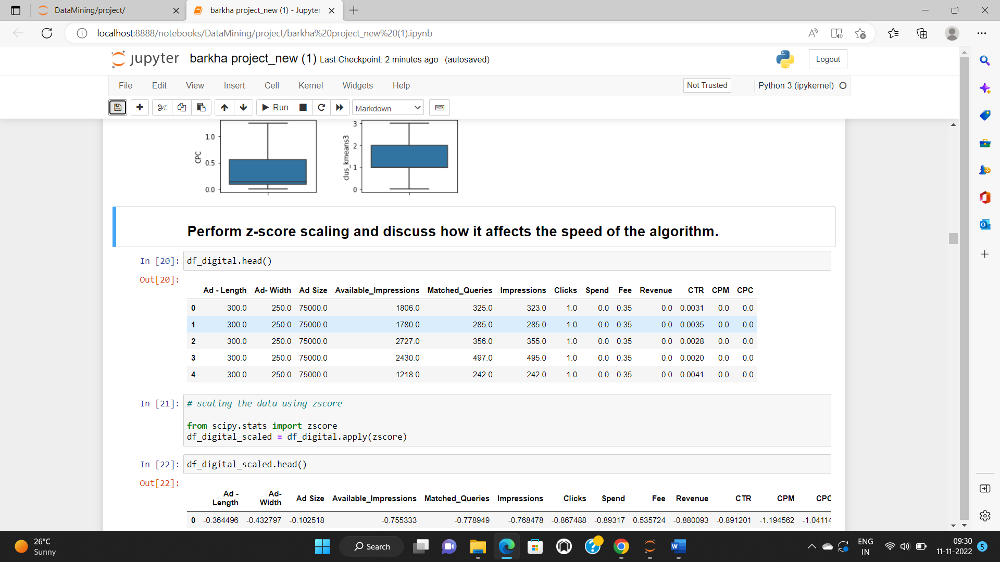 DataMining/project/
barkha project_new (1) - Jupyter
localhost:8888/notebooks/DataMining/project/barkha%20project_new%20(1).ipynb
jupyter barkha project_new (1) Last Checkpoint: 2 minutes ago (autosaved)
Logout
File Edit View Insert Cell Kernel Widgets Help
Not Trusted
Python 3 (ipykernel)
Run
Markdown
1.0
CPC
0.5
0.0
3
dus_kmeans3
2
1
0
Perform z-score scaling and discuss how it affects the speed of the algorithm.
In [20]: df_digital.head()
Out[20]:
Ad - Length Ad- Width Ad Size Available_Impressions Matched_Queries Impressions Clicks Spend Fee Revenue CTR CPM CPC
0 300.0 250.0 75000.0 1806.0 325.0 323.0 1.0 0.0 0.35 0.0 0.0031 0.0 0.0
1 300.0 250.0 75000.0 1780.0 285.0 285.0 1.0 0.0 0.35 0.0 0.0035 0.0 0.0
2 300.0 250.0 75000.0 2727.0 356.0 355.0 1.0 0.0 0.35 0.0 0.0028 0.0 0.0
3 300.0 250.0 75000.0 2430.0 497.0 495.0 1.0 0.0 0.35 0.0 0.0020 0.0 0.0
4 300.0 250.0 75000.0 1218.0 242.0 242.0 1.0 0.0 0.35 0.0 0.0041 0.0 0.0
In [21]: # scaling the data using zscore
from scipy.stats import zscore
df_digital_scaled = df_digital.apply(zscore)
In [22]: df_digital_scaled.head()
Out[22]:
Ad - Length Ad- Width Ad Size Available_Impressions Matched_Queries Impressions Clicks Spend Fee Revenue CTR CPM CPC
0 -0.364496 -0.432797 -0.102518 -0.755333 -0.778949 -0.768478 -0.867488 -0.89317 0.535724 -0.880093 -0.891201 -1.194562 -1.04114
26°C
Sunny
Search
ENG
IN
09:30
11-11-2022
5